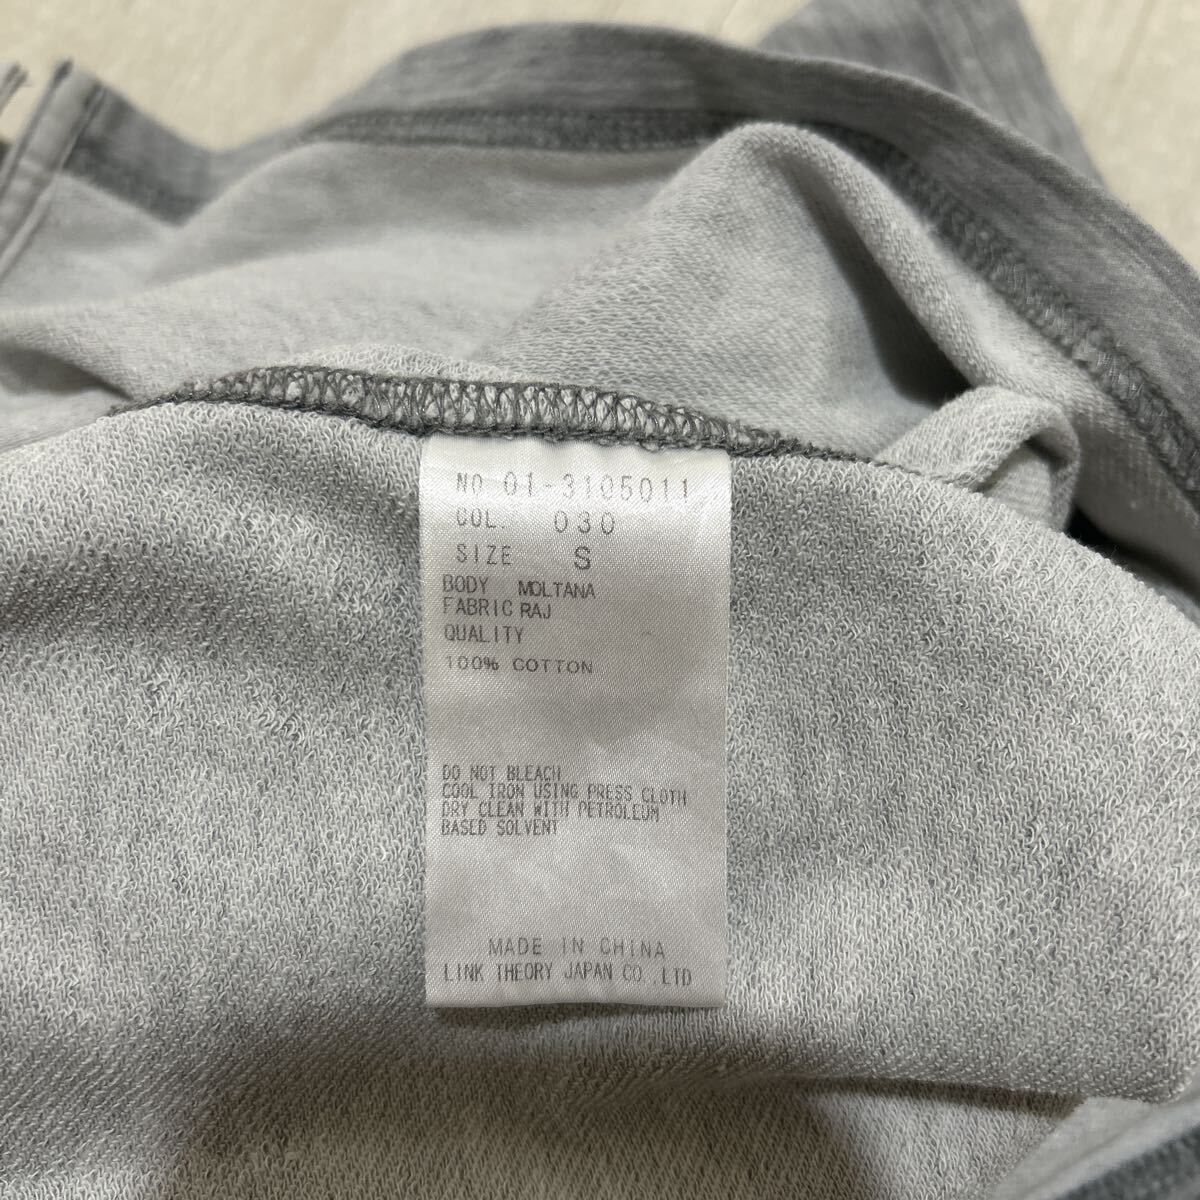 NO 01-3105011
COL. 030
SIZE S
BODY MOLTANA
FABRIC RAJ
QUALITY
100% COTTON
DO NOT BLEACH
COOL IRON USING PRESS CLOTH
DRY CLEAN WITH PETROLEUM
BASED SOLVENT
MADE IN CHINA
LINK THEORY JAPAN CO.,LTD